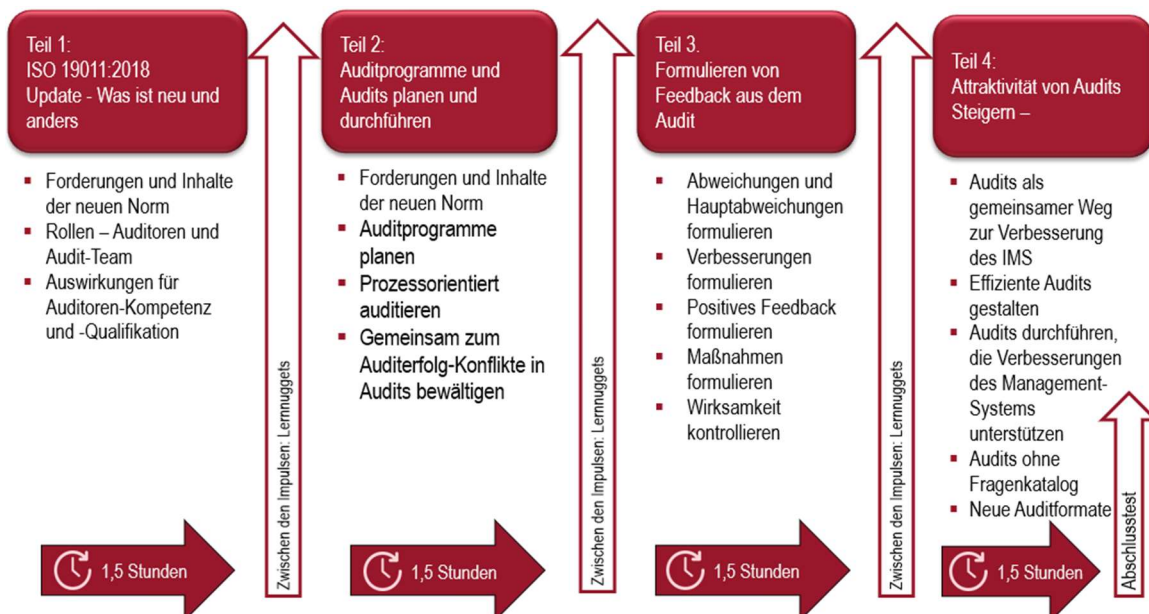 Teil 1:
ISO 19011:2018
Update - Was ist neu und
anders
▪ Forderungen und Inhalte
der neuen Norm
▪ Rollen – Auditoren und
Audit-Team
▪ Auswirkungen für
Auditoren-Kompetenz
und -Qualifikation
1,5 Stunden
Zwischen den Impulsen: Lernnuggets
Teil 2:
Auditprogramme und
Audits planen und
durchführen
▪ Forderungen und Inhalte
der neuen Norm
▪ Auditprogramme
planen
▪ Prozessorientiert
auditieren
▪ Gemeinsam zum
Auditerfolg-Konflikte in
Audits bewältigen
1,5 Stunden
Zwischen den Impulsen: Lernnuggets
Teil 3.
Formulieren von
Feedback aus dem
Audit
▪ Abweichungen und
Hauptabweichungen
formulieren
▪ Verbesserungen
formulieren
▪ Positives Feedback
formulieren
▪ Maßnahmen
formulieren
▪ Wirksamkeit
kontrollieren
1,5 Stunden
Zwischen den Impulsen: Lernnuggets
Teil 4:
Attraktivität von Audits
Steigern –
▪ Audits als
gemeinsamer Weg
zur Verbesserung
des IMS
▪ Effiziente Audits
gestalten
▪ Audits durchführen,
die Verbesserungen
des Management-
Systems
unterstützen
▪ Audits ohne
Fragenkatalog
▪ Neue Auditformate
1,5 Stunden
Abschlusstest